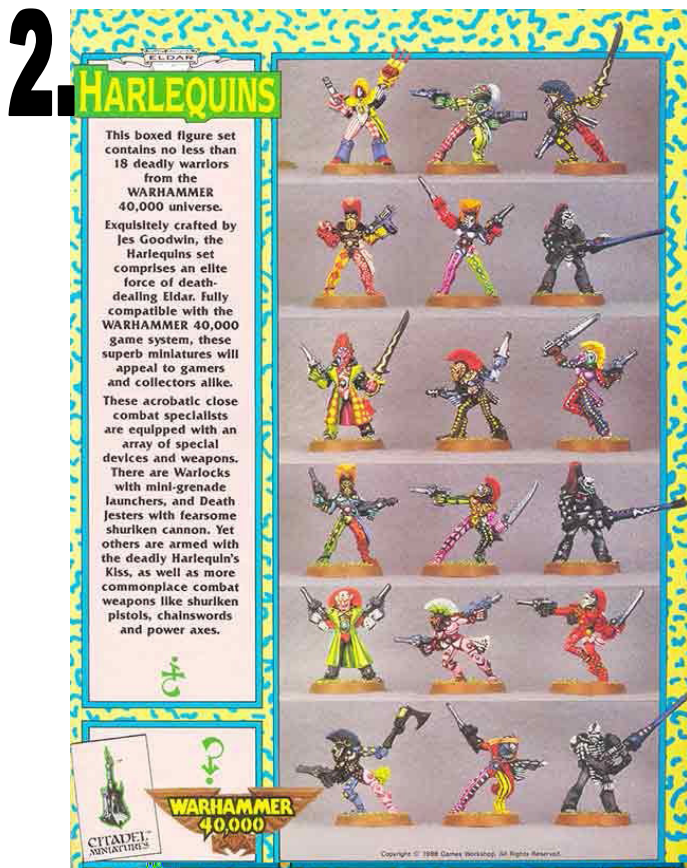 2.
ELDAR
HARLEQUINS
This boxed figure set
contains no less than
18 deadly warriors
from the
WARHAMMER
40,000 universe.
Exquisitely crafted by
Jes Goodwin, the
Harlequins set
comprises an elite
force of death-
dealing Eldar. Fully
compatible with the
WARHAMMER 40,000
game system, these
superb miniatures will
appeal to gamers
and collectors alike.
These acrobatic close
combat specialists
are equipped with an
array of special
devices and weapons.
There are Warlocks
with mini-grenade
launchers, and Death
Jesters with fearsome
shuriken cannon. Yet
others are armed with
the deadly Harlequin's
Kiss, as well as more
commonplace combat
weapons like shuriken
pistols, chainswords
and power axes.
CITADEL™
MINIATURES
WARHAMMER
40,000
Copyright © 1988 Games Workshop. All Rights Reserved.